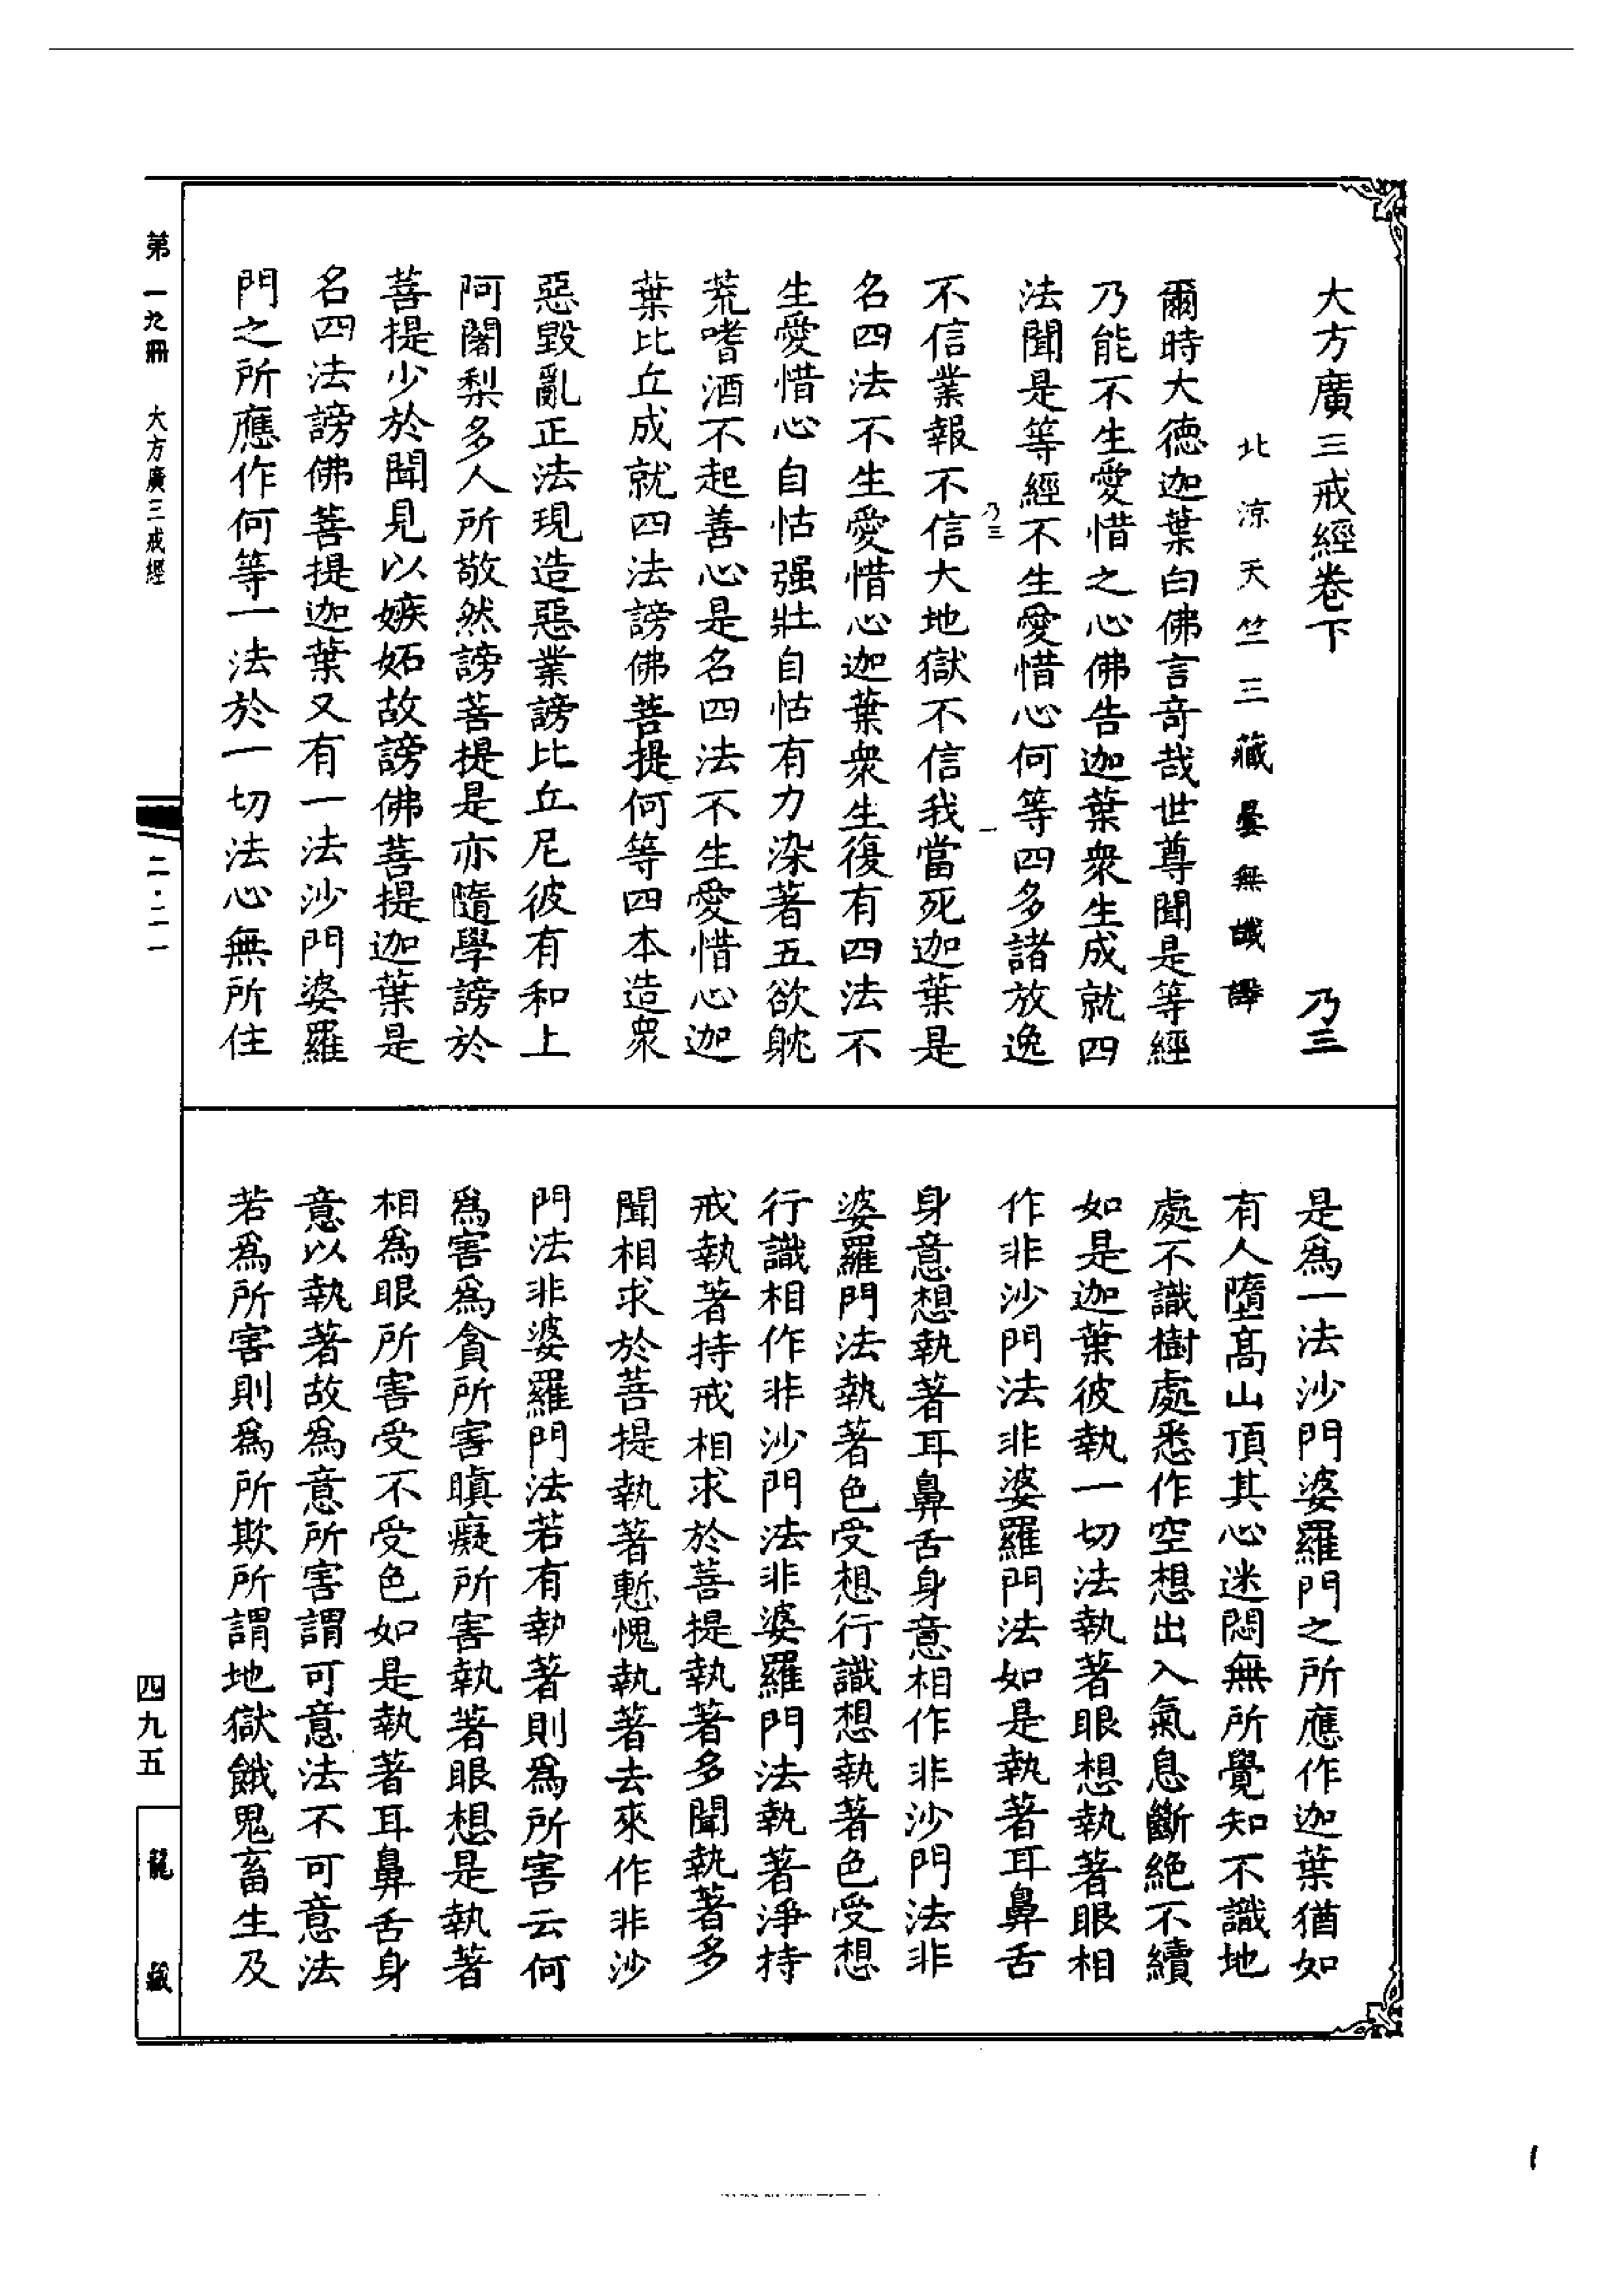 大方廣三戒經卷下　乃三
北涼天竺三藏曇無讖譯
爾時大德迦葉白佛言奇哉世尊聞是等經
乃能不生愛惜之心佛告迦葉衆生成就四
法聞是等經不生愛惜心何等四多諸放逸
乃三 一
不信業報不信大地獄不信我當死迦葉是
名四法不生愛惜心迦葉衆生復有四法不
生愛惜心自怙强壯自怙有力染著五欲躭
荒嗜酒不起善心是名四法不生愛惜心迦
葉比丘成就四法謗佛菩提何等四本造衆
惡毀亂正法現造惡業謗比丘尼彼有和上
阿闍梨多人所敬然謗菩提是亦隨學謗於
菩提少於聞見以嫉妬故謗佛菩提迦葉是
名四法謗佛菩提迦葉又有一法沙門婆羅
門之所應作何等一法於一切法心無所住
是爲一法沙門婆羅門之所應作迦葉猶如
有人墮髙山頂其心迷悶無所覺知不識地
處不識樹處悉作空想出入氣息斷絶不續
如是迦葉彼執一切法執著眼想執著眼相
作非沙門法非婆羅門法如是執著耳鼻舌
身意想執著耳鼻舌身意相作非沙門法非
婆羅門法執著色受想行識想執著色受想
行識相作非沙門法非婆羅門法執著淨持
戒執著持戒相求於菩提執著多聞執著多
聞相求於菩提執著慙愧執著去來作非沙
門法非婆羅門法若有執著則爲所害云何
爲害爲貪所害瞋癡所害執著眼想是執著
相爲眼所害受不受色如是執著耳鼻舌身
意以執著故爲意所害謂可意法不可意法
若爲所害則爲所欺所謂地獄餓鬼畜生及
第一九冊　大方廣三戒經
二·二一
四九五
龍藏
1